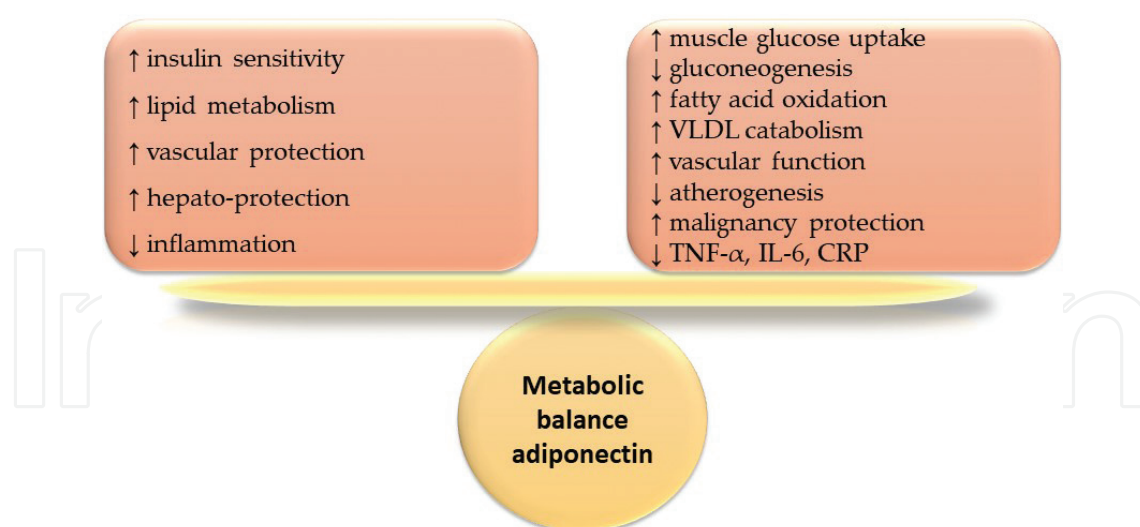 ↑ insulin sensitivity
↑ lipid metabolism
↑ vascular protection
↑ hepato-protection
↓ inflammation
↑ muscle glucose uptake
↓ gluconeogenesis
↑ fatty acid oxidation
↑ VLDL catabolism
↑ vascular function
↓ atherogenesis
↑ malignancy protection
↓ TNF-α, IL-6, CRP
Metabolic
balance
adiponectin